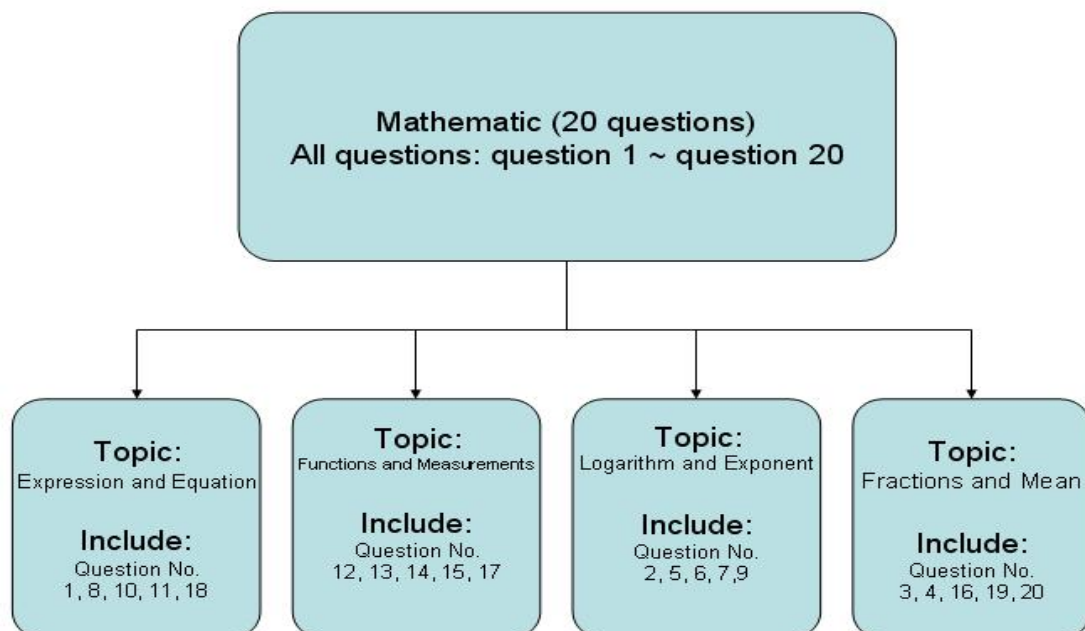 Mathematic (20 questions)
All questions: question 1 ~ question 20
Topic:
Expression and Equation
Include:
Question No.
1, 8, 10, 11, 18
Topic:
Functions and Measurements
Include:
Question No.
12, 13, 14, 15, 17
Topic:
Logarithm and Exponent
Include:
Question No.
2, 5, 6, 7,9
Topic:
Fractions and Mean
Include:
Question No.
3, 4, 16, 19, 20